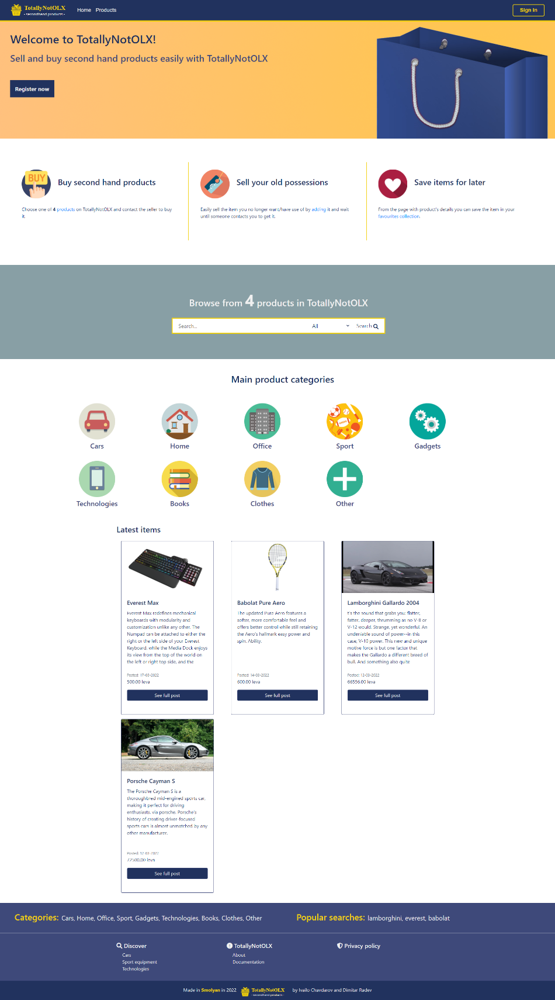 TotallyNotOLX
- secondhand products -
Home Products
Sign In
Welcome to TotallyNotOLX!
Sell and buy second hand products easily with TotallyNotOLX
Register now
BUY
Buy second hand products
Choose one of 4 products on TotallyNotOLX and contact the seller to buy
it.
Sell your old possessions
Easily sell the item you no longer want/have use of by adding it and wait
until someone contacts you to get it.
Save items for later
From the page with product's details you can save the item in your
favourites collection.
Browse from 4 products in TotallyNotOLX
Search... All Search
Main product categories
Cars Home Office Sport Gadgets
Technologies Books Clothes Other
Latest items
Everest Max
Everest Max redefines mechanical
keyboards with modularity and
customization unlike any other. The
Numpad can be attached to either the
right or the left side of your Everest
Keyboard, while the Media Dock enjoys
its view from the top of the world on
the left or right top side, and the
Posted: 17-03-2022
500.00 leva
See full post
Babolat Pure Aero
The updated Pure Aero features a
softer, more comfortable feel and
offers better control while still retaining
the Aero's hallmark easy power and
spin. Ability.
Posted: 14-03-2022
600.00 leva
See full post
Lamborghini Gallardo 2004
t's the sound that grabs you: flatter,
fatter, deeper, thrumming as no V-8 or
V-12 would. Strange, yet wonderful. An
undeniable sound of power--in this
case, V-10 power. This new and unique
motive force is but one factor that
makes the Gallardo a different breed of
bull. And something also quite
Posted: 12-03-2022
66556.00 leva
See full post
Porsche Cayman S
The Porsche Cayman S is a
thoroughbred mid-engined sports car,
making it perfect for driving
enthusiasts. via porsche. Porsche's
history of creating driver-focused
sports cars is almost unmatched by any
other manufacturer.
Posted: 12-03-2022
72500.00 leva
See full post
Categories: Cars, Home, Office, Sport, Gadgets, Technologies, Books, Clothes, Other
Popular searches: lamborghini, everest, babolat
Discover
Cars
Sport equipment
Technologies
TotallyNotOLX
About
Documentation
Privacy policy
Made in Smolyan in 2022 TotallyNotOLX by Ivailo Chavdarov and Dimitar Radev
- secondhand products -